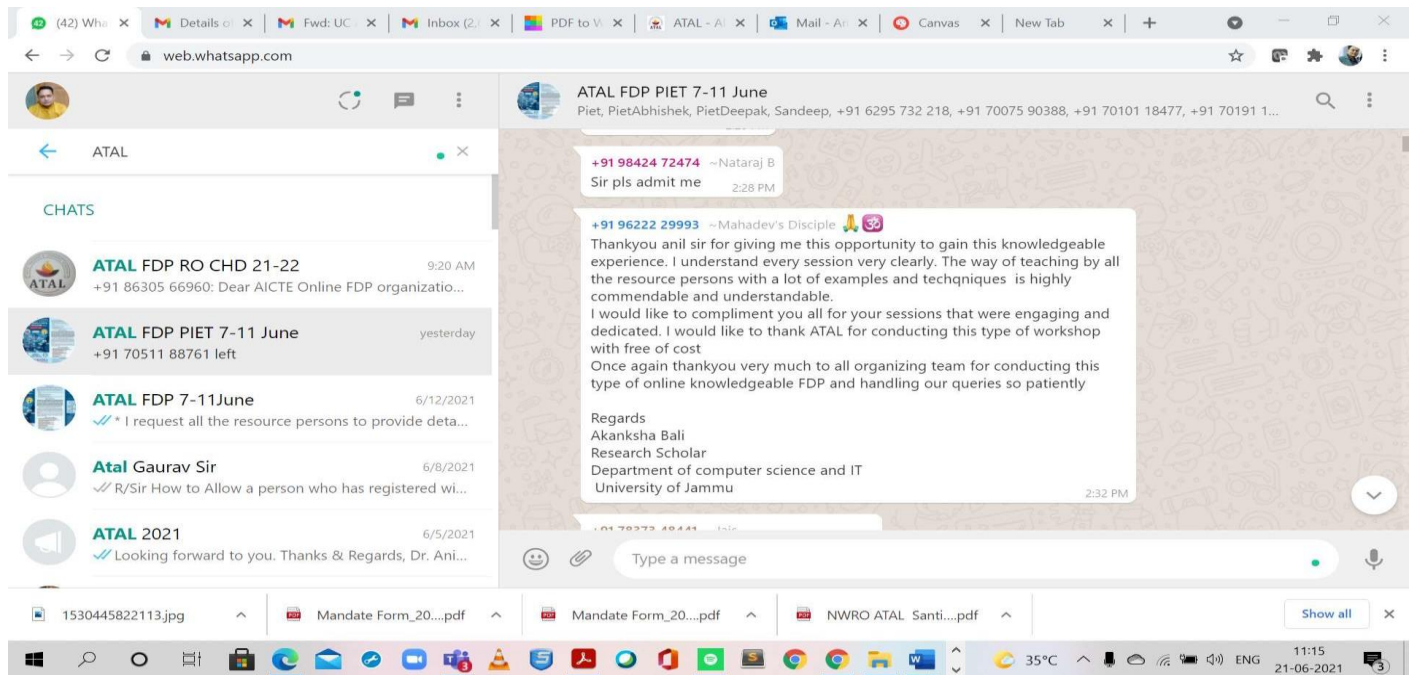 (42) Wha
Details of
Fwd: UC
Inbox (2,
PDF to W
ATAL - Al
Mail - An
Canvas
New Tab
web.whatsapp.com
ATAL FDP PIET 7-11 June
Piet, PietAbhishek, PietDeepak, Sandeep, +91 6295 732 218, +91 70075 90388, +91 70101 18477, +91 70191 1...
ATAL
CHATS
ATAL FDP RO CHD 21-22
9:20 AM
ATAL
+91 86305 66960: Dear AICTE Online FDP organizatio...
ATAL FDP PIET 7-11 June
yesterday
+91 70511 88761 left
ATAL FDP 7-11June
6/12/2021
* I request all the resource persons to provide deta...
Atal Gaurav Sir
6/8/2021
R/Sir How to Allow a person who has registered wi...
ATAL 2021
6/5/2021
Looking forward to you. Thanks & Regards, Dr. Ani...
+91 98424 72474 ~Nataraj B
Sir pls admit me
2:28 PM
+91 96222 29993 ~Mahadev's Disciple 🙏🕉
Thankyou anil sir for giving me this opportunity to gain this knowledgeable
experience. I understand every session very clearly. The way of teaching by all
the resource persons with a lot of examples and techqniques is highly
commendable and understandable.
I would like to compliment you all for your sessions that were engaging and
dedicated. I would like to thank ATAL for conducting this type of workshop
with free of cost
Once again thankyou very much to all organizing team for conducting this
type of online knowledgeable FDP and handling our queries so patiently
Regards
Akanksha Bali
Research Scholar
Department of computer science and IT
University of Jammu
2:32 PM
Type a message
1530445822113.jpg
Mandate Form_20....pdf
Mandate Form_20....pdf
NWRO ATAL Santi....pdf
Show all
35°C
ENG
11:15
21-06-2021
3